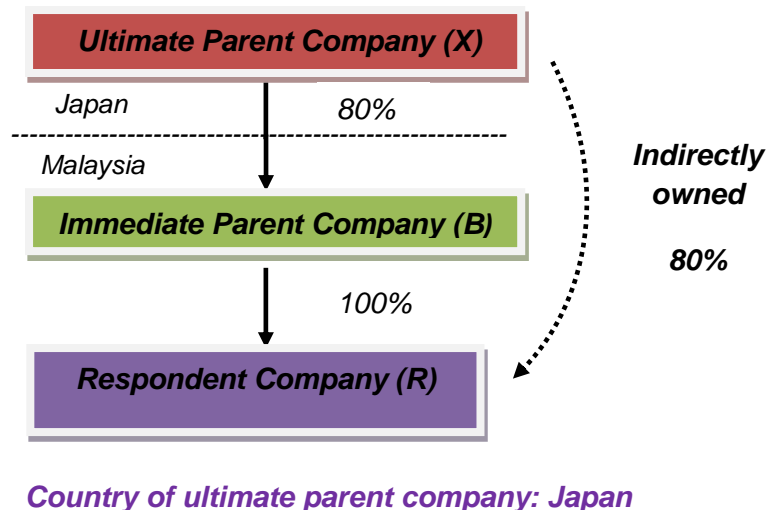 Ultimate Parent Company (X)
Japan
80%
Malaysia
Indirectly
owned
80%
Immediate Parent Company (B)
100%
Respondent Company (R)
Country of ultimate parent company: Japan